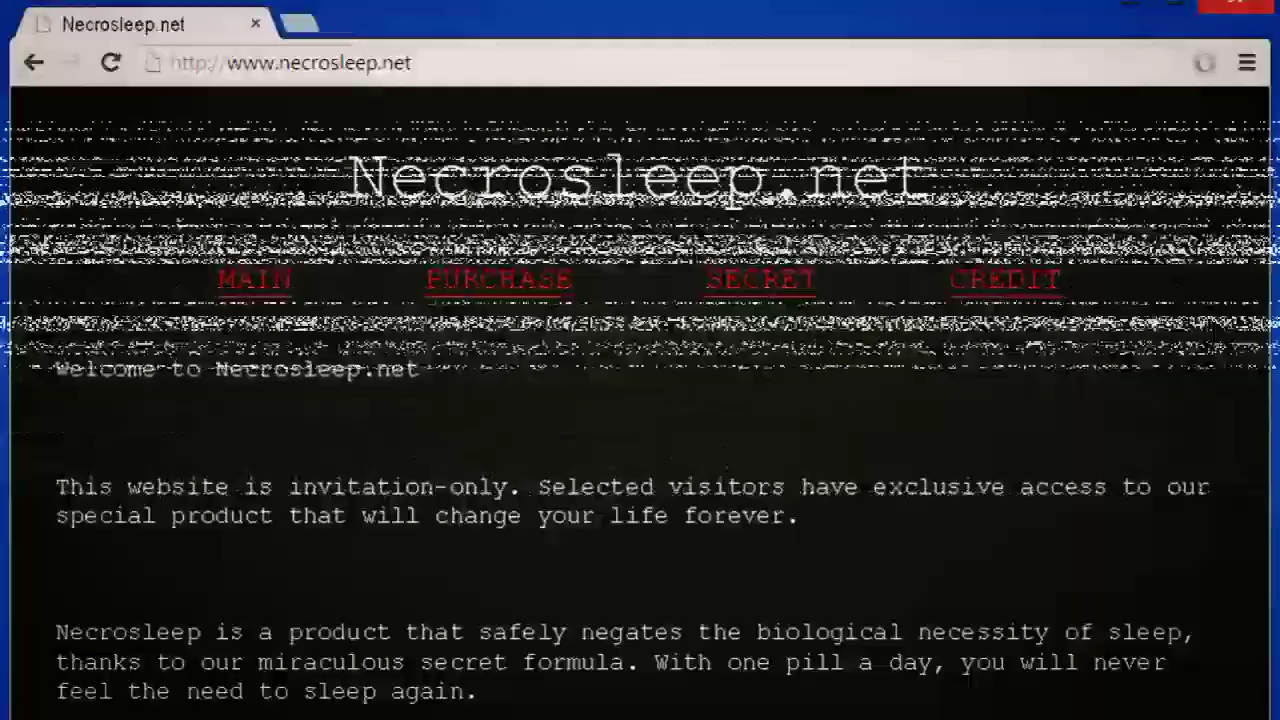 Necrosleep.net
http://www.necrosleep.net
Necrosleep.net
MAIN PURCHASE SECRET CREDIT
Welcome to Necrosleep.net
This website is invitation-only. Selected visitors have exclusive access to our
special product that will change your life forever.
Necrosleep is a product that safely negates the biological necessity of sleep,
thanks to our miraculous secret formula. With one pill a day, you will never
feel the need to sleep again.